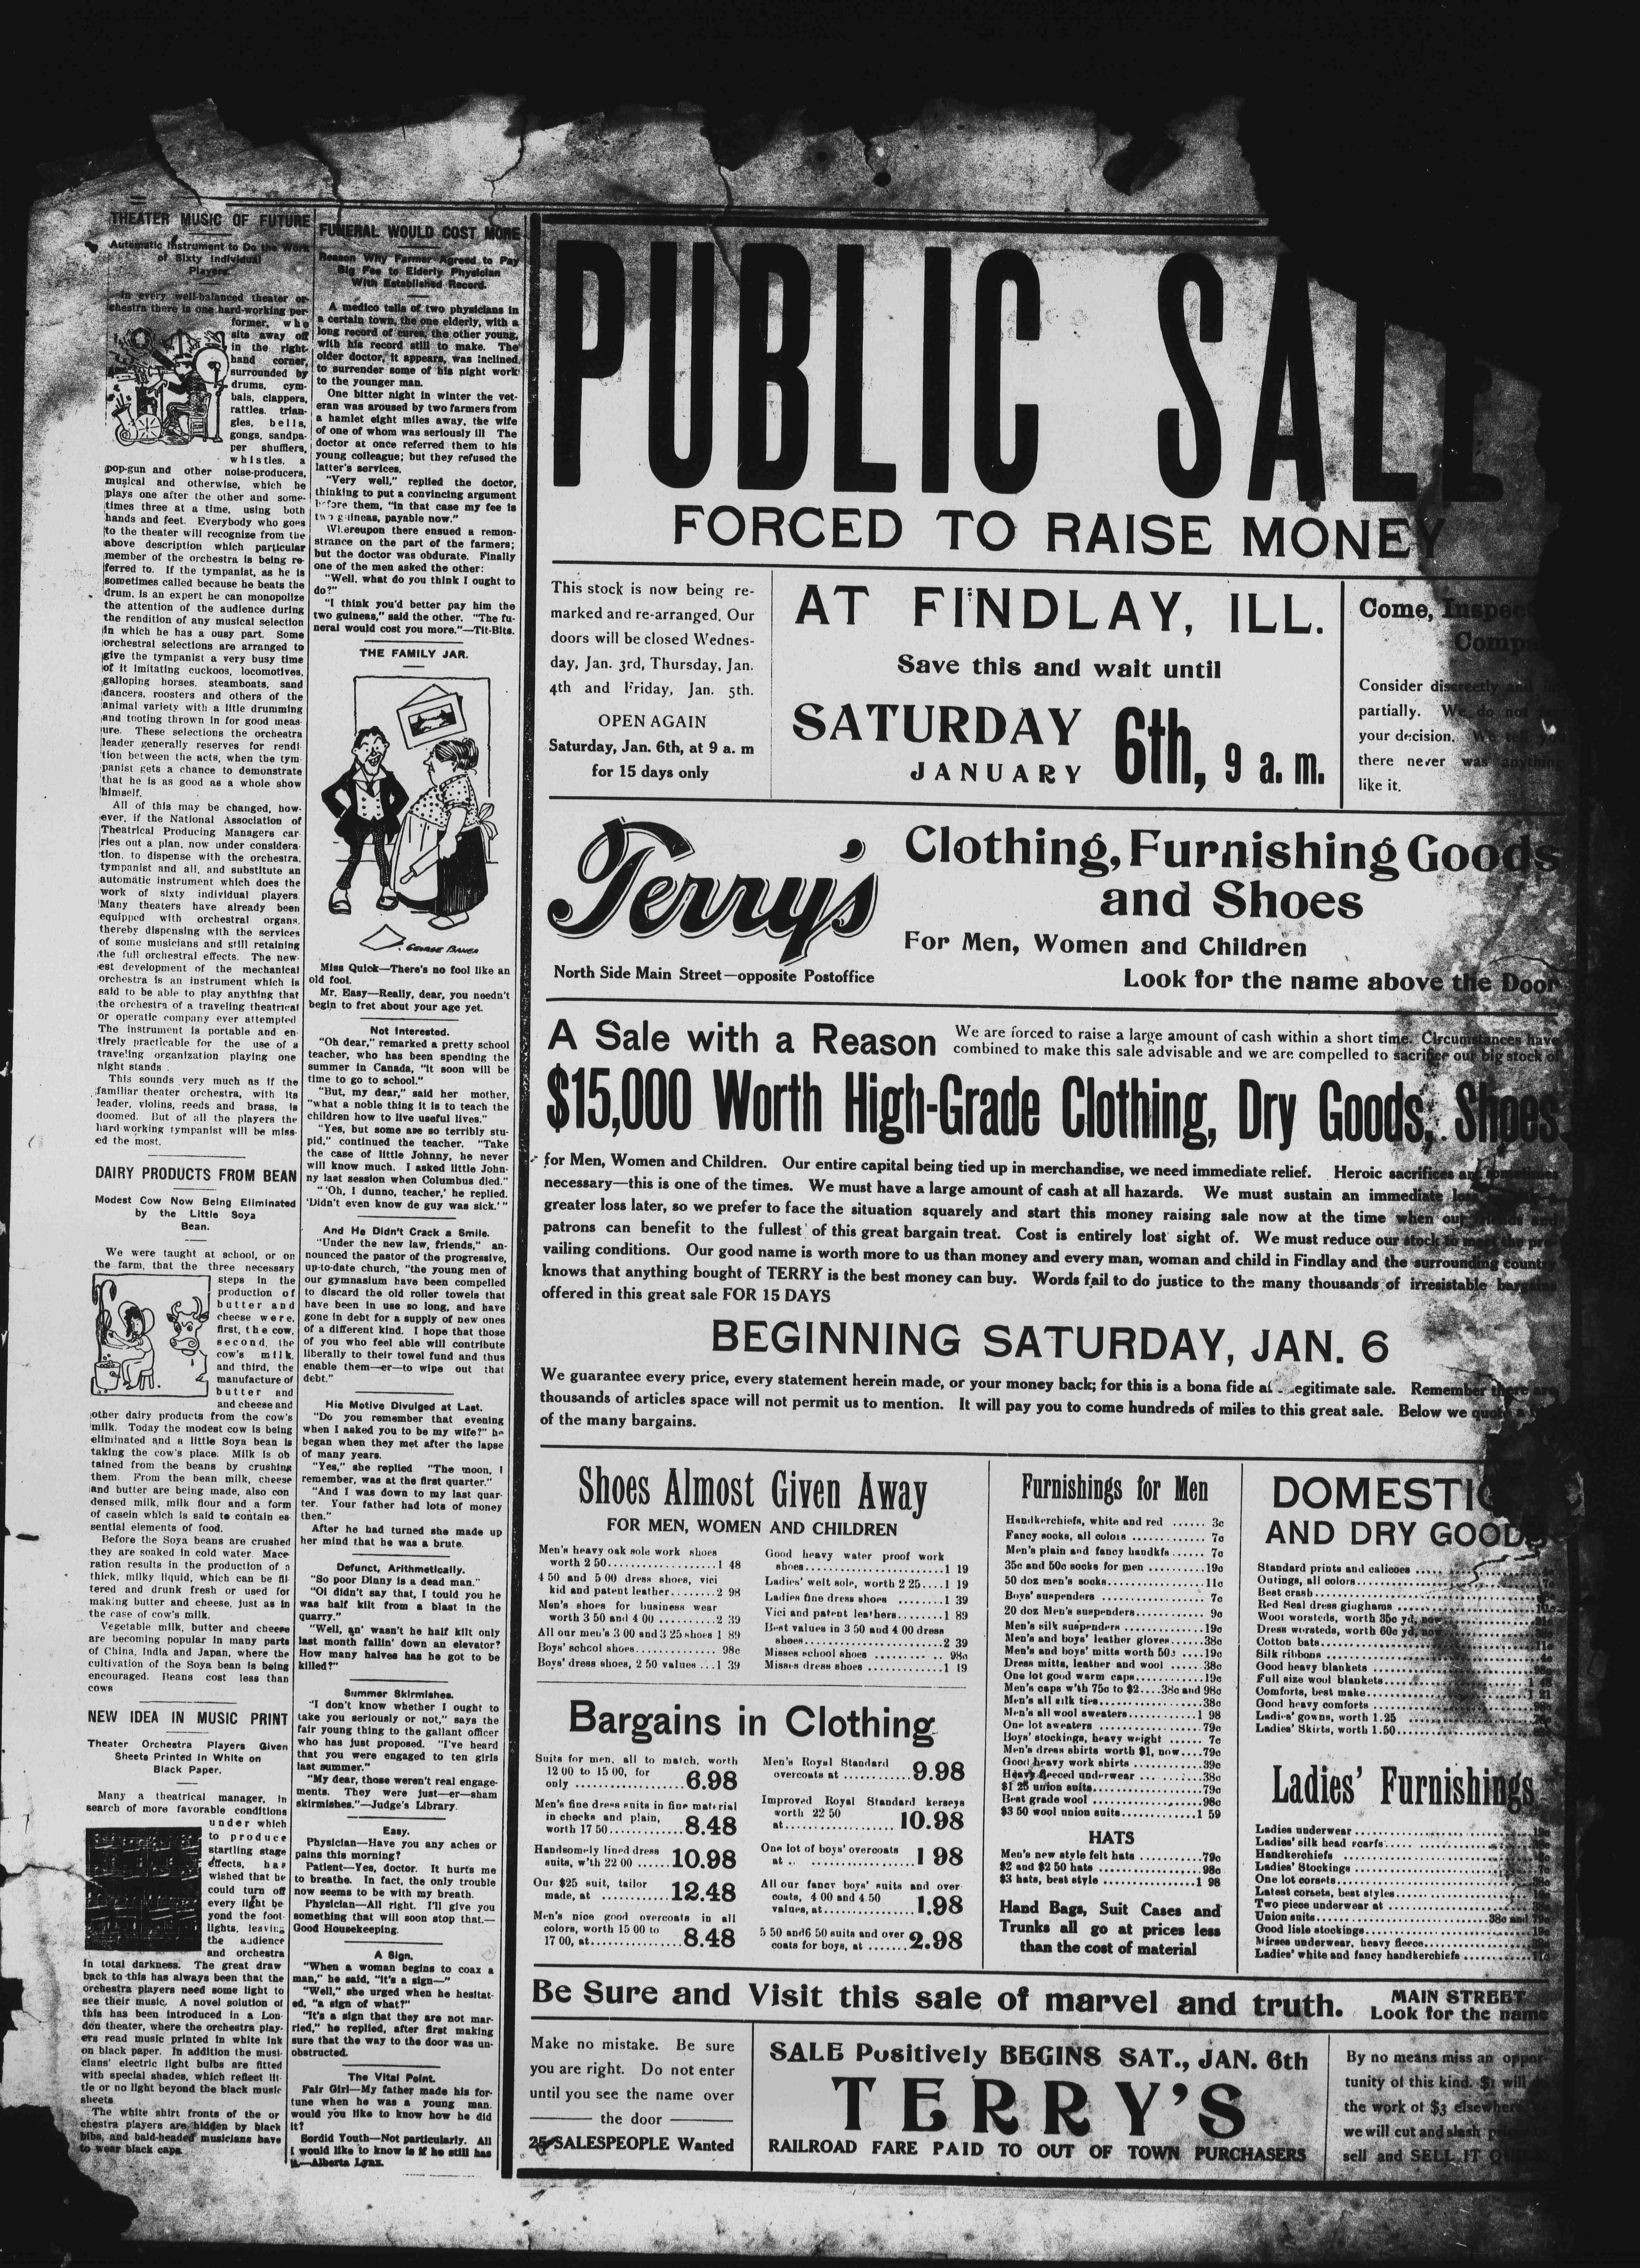 THEATER MUSIC OF FUTURE
Automatic Instrument to Do the Work
of Sixty Individual
Players.
In every well-balanced theater or-
chestra there is one hard-working per-
former, who
sits away off
in the right-
hand corner,
surrounded by
drums, cym-
bals, clappers,
rattles, trian-
gles, bells,
gongs, sandpa-
per shufflers,
whistles, a
pop-gun and other noise-producers,
musical and otherwise, which he
plays one after the other and some-
times three at a time, using both
hands and feet. Everybody who goes
to the theater will recognize from the
above description which particular
member of the orchestra is being re-
ferred to. If the tympanist, as he is
sometimes called because he beats the
drum, is an expert he can monopolize
the attention of the audience during
the rendition of any musical selection
in which he has a busy part. Some
orchestral selections are arranged to
give the tympanist a very busy time
of it imitating cuckoos, locomotives,
galloping horses, steamboats, sand
dancers, roosters and others of the
animal variety with a little drumming
and tooting thrown in for good meas-
ure. These selections the orchestra
leader generally reserves for rendi-
tion between the acts, when the tym-
panist gets a chance to demonstrate
that he is as good as a whole show
himself.
All of this may be changed, how-
ever, if the National Association of
Theatrical Producing Managers car-
ries out a plan, now under considera-
tion, to dispense with the orchestra,
tympanist and all, and substitute an
automatic instrument which does the
work of sixty individual players.
Many theaters have already been
equipped with orchestral organs,
thereby dispensing with the services
of some musicians and still retaining
the full orchestral effects. The new-
est development of the mechanical
orchestra is an instrument which is
said to be able to play anything that
the orchestra of a traveling theatrical
or operatic company ever attempted
The instrument is portable and en-
tirely practicable for the use of a
traveling organization playing one
night stands.
This sounds very much as if the
familiar theater orchestra, with its
leader, violins, reeds and brass, is
doomed. But of all the players the
hard-working tympanist will be miss-
ed the most.
DAIRY PRODUCTS FROM BEAN
Modest Cow Now Being Eliminated
by the Little Soya
Bean.
We were taught at school, or on
the farm, that the three necessary
steps in the
production of
butter and
cheese were,
first, the cow,
second, the
cow's milk,
and third, the
manufacture of
butter and
and cheese and
other dairy products from the cow's
milk. Today the modest cow is being
eliminated and a little Soya bean is
taking the cow's place. Milk is ob
tained from the beans by crushing
them. From the bean milk, cheese
and butter are being made, also con
densed milk, milk flour and a form
of casein which is said to contain es
sential elements of food.
Before the Soya beans are crushed
they are soaked in cold water. Mace
ration results in the production of a
thick, milky liquid, which can be fil-
tered and drunk fresh or used for
making butter and cheese, just as in
the case of cow's milk.
Vegetable milk, butter and cheese
are becoming popular in many parts
of China, India and Japan, where the
cultivation of the Soya bean is being
encouraged. Beans cost less than
cows
NEW IDEA IN MUSIC PRINT
Theater Orchestra Players Given
Sheets Printed in White on
Black Paper.
Many a theatrical manager, in
search of more favorable conditions
under which
to produce
startling stage
effects, has
wished that he
could turn off
every light be-
yond the foot-
lights, leaving
the audience
and orchestra
in total darkness. The great draw
back to this has always been that the
orchestra players need some light to
see their music. A novel solution of
this has been introduced in a Lon-
don theater, where the orchestra play-
ers read music printed in white ink
on black paper. In addition the musi-
cians' electric light bulbs are fitted
with special shades, which reflect lit-
tle or no light beyond the black music
sheets
The white shirt fronts of the or
chestra players are hidden by black
bibs, and bald-headed musicians have
to wear black caps.
FUNERAL WOULD COST MORE
Reason Why Farmer Agreed to Pay
Big Fee to Elderly Physician
With Established Record.
A medico tells of two physicians in
a certain town, the one elderly, with a
long record of cures, the other young,
with his record still to make. The
older doctor, it appears, was inclined
to surrender some of his night work
to the younger man.
One bitter night in winter the vet-
eran was aroused by two farmers from
a hamlet eight miles away, the wife
of one of whom was seriously ill The
doctor at once referred them to his
young colleague; but they refused the
latter's services.
"Very well," replied the doctor,
thinking to put a convincing argument
before them, "in that case my fee is
two guineas, payable now."
Whereupon there ensued a remon-
strance on the part of the farmers;
but the doctor was obdurate. Finally
one of the men asked the other:
"Well, what do you think I ought to
do?"
"I think you'd better pay him the
two guineas," said the other. "The fu-
neral would cost you more."—Tit-Bits.
THE FAMILY JAR.
GEORGE BAKER
Miss Quick—There's no fool like an
old fool.
Mr. Easy—Really, dear, you needn't
begin to fret about your age yet.
Not Interested.
"Oh dear," remarked a pretty school
teacher, who has been spending the
summer in Canada, "it soon will be
time to go to school."
"But, my dear," said her mother,
"what a noble thing it is to teach the
children how to live useful lives."
"Yes, but some are so terribly stu-
pid," continued the teacher. "Take
the case of little Johnny, he never
will know much. I asked little John-
ny last session when Columbus died."
"'Oh, I dunno, teacher,' he replied.
'Didn't even know de guy was sick.'"
And He Didn't Crack a Smile.
"Under the new law, friends," an-
nounced the pastor of the progressive,
up-to-date church, "the young men of
our gymnasium have been compelled
to discard the old roller towels that
have been in use so long, and have
gone in debt for a supply of new ones
of a different kind. I hope that those
of you who feel able will contribute
liberally to their towel fund and thus
enable them—er—to wipe out that
debt."
His Motive Divulged at Last.
"Do you remember that evening
when I asked you to be my wife?" he
began when they met after the lapse
of many years.
"Yes," she replied "The moon, I
remember, was at the first quarter."
"And I was down to my last quar-
ter. Your father had lots of money
then."
After he had turned she made up
her mind that he was a brute.
Defunct, Arithmetically.
"So poor Dinny is a dead man."
"Oi didn't say that, I tould you he
was half kilt from a blast in the
quarry."
"Well, an' wasn't he half kilt only
last month fallin' down an elevator?
How many halves has he got to be
killed?"
Summer Skirmishes.
"I don't know whether I ought to
take you seriously or not," says the
fair young thing to the gallant officer
who has just proposed. "I've heard
that you were engaged to ten girls
last summer."
"My dear, those weren't real engage-
ments. They were just—er—sham
skirmishes."—Judge's Library.
Easy.
Physician—Have you any aches or
pains this morning?
Patient—Yes, doctor. It hurts me
to breathe. In fact, the only trouble
now seems to be with my breath.
Physician—All right. I'll give you
something that will soon stop that.—
Good Housekeeping.
A Sign.
"When a woman begins to coax a
man," he said, "it's a sign—"
"Well," she urged when he hesitat-
ed, "a sign of what?"
"It's a sign that they are not mar-
ried," he replied, after first making
sure that the way to the door was un-
obstructed.
The Vital Point.
Fair Girl—My father made his for-
tune when he was a young man.
would you like to know how he did
it?
Sordid Youth—Not particularly. All
I would like to know is if he still has
it.—Alberta Lynx.
PUBLIC SALE
FORCED TO RAISE MONEY
This stock is now being re-
marked and re-arranged. Our
doors will be closed Wednes-
day, Jan. 3rd, Thursday, Jan.
4th and Friday, Jan. 5th.
OPEN AGAIN
Saturday, Jan. 6th, at 9 a. m
for 15 days only
AT FINDLAY, ILL.
Save this and wait until
SATURDAY
JANUARY
6th, 9 a. m.
Come, Inspect
Compa
Consider discreetly and
partially. We do not
your decision. We tell you
there never was anything
like it.
Terry's
North Side Main Street—opposite Postoffice
Clothing, Furnishing Goods
and Shoes
For Men, Women and Children
Look for the name above the Door
A Sale with a Reason
We are forced to raise a large amount of cash within a short time. Circumstances have
combined to make this sale advisable and we are compelled to sacrifice our big stock of
$15,000 Worth High-Grade Clothing, Dry Goods, Shoes
for Men, Women and Children. Our entire capital being tied up in merchandise, we need immediate relief. Heroic sacrifices are sometimes
necessary—this is one of the times. We must have a large amount of cash at all hazards. We must sustain an immediate loss
greater loss later, so we prefer to face the situation squarely and start this money raising sale now at the time when our friends and
patrons can benefit to the fullest of this great bargain treat. Cost is entirely lost sight of. We must reduce our stock to meet the pre-
vailing conditions. Our good name is worth more to us than money and every man, woman and child in Findlay and the surrounding country
knows that anything bought of TERRY is the best money can buy. Words fail to do justice to the many thousands of irresistable bargains
offered in this great sale FOR 15 DAYS
BEGINNING SATURDAY, JAN. 6
We guarantee every price, every statement herein made, or your money back; for this is a bona fide a egitimate sale. Remember there are
thousands of articles space will not permit us to mention. It will pay you to come hundreds of miles to this great sale. Below we quote a
of the many bargains.
Shoes Almost Given Away
FOR MEN, WOMEN AND CHILDREN
Men's heavy oak sole work shoes
worth 2 50....................1 48
4 50 and 5 00 dress shoes, vici
kid and patent leather........2 98
Men's shoes for business wear
worth 3 50 and 4 00 ..........2 39
All our men's 3 00 and 3 25 shoes 1 89
Boys' school shoes.............. 98c
Boys' dress shoes, 2 50 values ...1 39
Good heavy water proof work
shoes.........................1 19
Ladies' welt sole, worth 2 25....1 19
Ladies fine dress shoes ........1 39
Vici and patent leathers........1 89
Best values in 3 50 and 4 00 dress
shoes.........................2 39
Misses school shoes .......... .. 98c
Misses dress shoes .............1 19
Bargains in Clothing
Suits for men, all to match, worth
12 00 to 15 00, for
only ..............6.98
Men's fine dress suits in fine material
in checks and plain,
worth 17 50............8.48
Handsomely lined dress
suits, w'th 22 00 ......10.98
Our $25 suit, tailor
made, at ............12.48
Men's nice good overcoats in all
colors, worth 15 00 to
17 00, at...............8.48
Men's Royal Standard
overcoats at ...........9.98
Improved Royal Standard kerseys
worth 22 50
at...................10.98
One lot of boys' overcoats
at .. ..................1 98
All our fancy boys' suits and over
coats, 4 00 and 4.50
values, at...............1.98
5 50 and 6 50 suits and over
coats for boys, at .......2.98
Furnishings for Men
Handkerchiefs, white and red ...... 3c
Fancy socks, all colors ............ 7c
Men's plain and fancy handkfs...... 7c
35c and 50c socks for men .........19c
50 doz men's socks.................11c
Boys' suspenders .................. 7c
20 doz Men's suspenders............ 9c
Men's silk suspenders .............19c
Men's and boys' leather gloves.....38c
Men's and boys' mitts worth 50c ....19c
Dress mitts, leather and wool .....38c
One lot good warm caps.............19c
Men's caps w'th 75c to $2....38c and 98c
Men's all silk ties................38c
Men's all wool sweaters...........1 98
One lot sweaters ..................79c
Boys' stockings, heavy weight ...... 7c
Men's dress shirts worth $1, now....79c
Good heavy work shirts ............39c
Heavy fleeced underwear ...........38c
$1 25 union suits..................79c
Best grade wool ...................98c
$3 50 wool union suits............1 59
HATS
Men's new style felt hats .........79c
$2 and $2 50 hats .................98c
$3 hats, best style ..............1 98
Hand Bags, Suit Cases and
Trunks all go at prices less
than the cost of material
DOMESTIC
AND DRY GOODS
Standard prints and calicoes
Outings, all colors
Best crash
Red Seal dress ginghams
Wool worsteds, worth 35c yd, now
Dress worsteds, worth 60c yd, now
Cotton bats
Silk ribbons
Good heavy blankets
Full size wool blankets
Comforts, best make
Good heavy comforts
Ladies' gowns, worth 1.25
Ladies' Skirts, worth 1.50
Ladies' Furnishings
Ladies underwear
Ladies' silk head scarfs
Handkerchiefs
Ladies' Stockings
One lot corsets
Latest corsets, best styles
Two piece underwear at
Union suits....................38c and 79c
Good lisle stockings
Misses underwear, heavy fleece
Ladies' white and fancy handkerchiefs
Be Sure and Visit this sale of marvel and truth.
MAIN STREET
Look for the name
Make no mistake. Be sure
you are right. Do not enter
until you see the name over
the door
25 SALESPEOPLE Wanted
SALE Positively BEGINS SAT., JAN. 6th
TERRY'S
RAILROAD FARE PAID TO OUT OF TOWN PURCHASERS
By no means miss an oppor-
tunity of this kind. $1 will do
the work of $3 elsewhere
we will cut and slash
sell and SELL IT